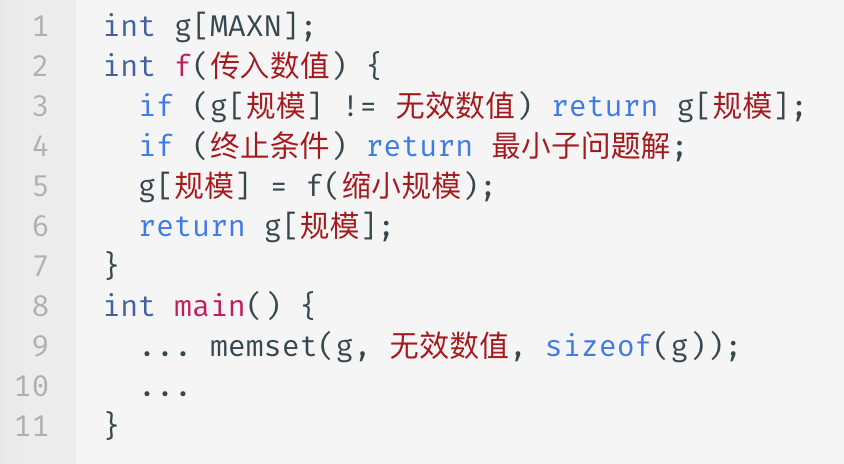 1 int g[MAXN];
2 int f(传入数值) {
3   if (g[规模] != 无效数值) return g[规模];
4   if (终止条件) return 最小子问题解;
5   g[规模] = f(缩小规模);
6   return g[规模];
7 }
8 int main() {
9   ... memset(g, 无效数值, sizeof(g));
10   ...
11 }